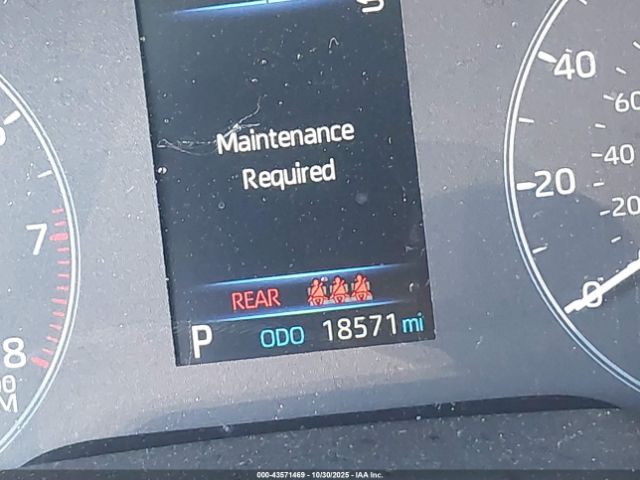 Maintenance
Required
REAR
P ODO 18571 mi
40
20
0
60
40
20
7
8
000-43571469 - 10/30/2025 - IAA Inc.